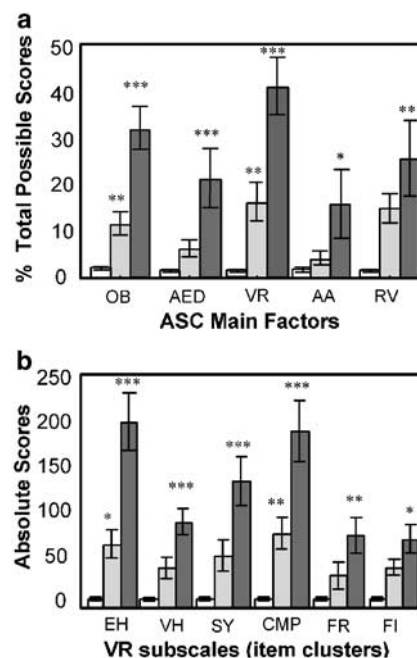 a
50
40
30
20
10
0
% Total Possible Scores
** ***
***
** ***
*
**
OB AED VR AA RV
ASC Main Factors
b
250
200
150
100
50
0
Absolute Scores
* ***
***
***
** ***
**
*
EH VH SY CMP FR FI
VR subscales (item clusters)